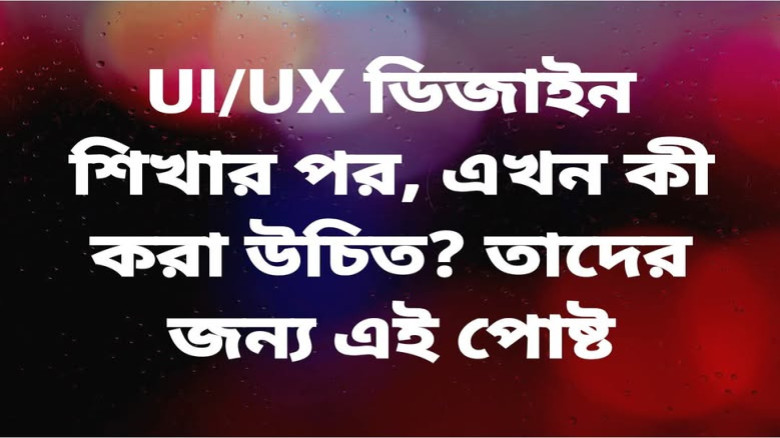 UI/UX ডিজাইন
শিখার পর, এখন কী
করা উচিত? তাদের
জন্য এই পোষ্ট